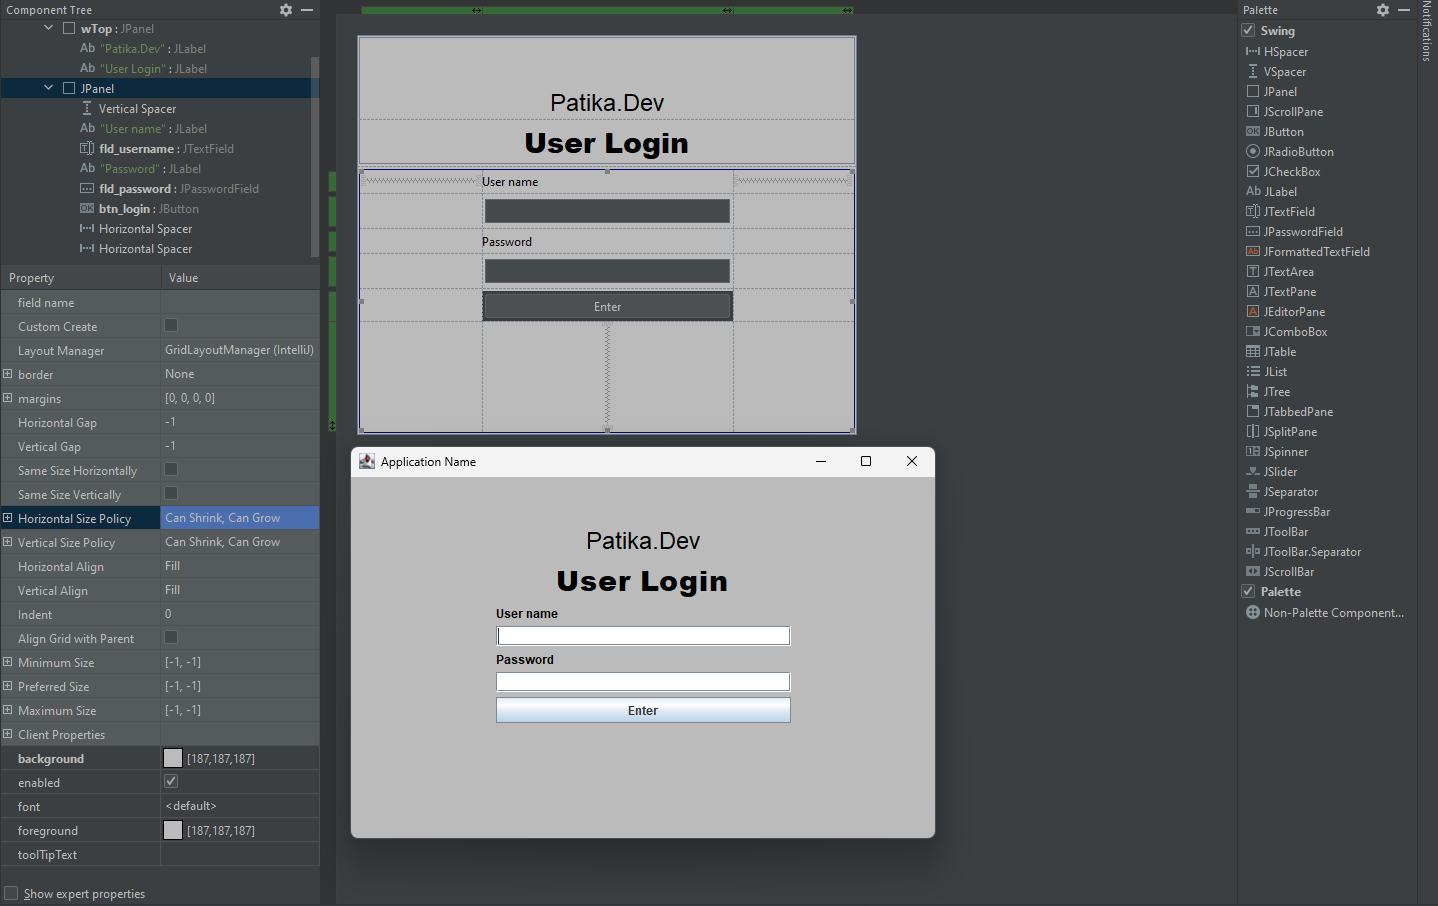 Component Tree
wTop : JPanel
Ab "Patika.Dev" : JLabel
Ab "User Login" : JLabel
JPanel
Vertical Spacer
Ab "User name" : JLabel
fld_username : JTextField
Ab "Password" : JLabel
fld_password : JPasswordField
OK btn_login : JButton
Horizontal Spacer
Horizontal Spacer
Property Value
field name
Custom Create
Layout Manager GridLayoutManager (IntelliJ)
border None
margins [0, 0, 0, 0]
Horizontal Gap -1
Vertical Gap -1
Same Size Horizontally
Same Size Vertically
Horizontal Size Policy Can Shrink, Can Grow
Vertical Size Policy Can Shrink, Can Grow
Horizontal Align Fill
Vertical Align Fill
Indent 0
Align Grid with Parent
Minimum Size [-1, -1]
Preferred Size [-1, -1]
Maximum Size [-1, -1]
Client Properties
background [187,187,187]
enabled
font <default>
foreground [187,187,187]
toolTipText
Show expert properties
Patika.Dev
User Login
User name
Password
Enter
Application Name
Patika.Dev
User Login
User name
Password
Enter
Palette
Swing
HSpacer
VSpacer
JPanel
JScrollPane
OK JButton
JRadioButton
JCheckBox
Ab JLabel
JTextField
JPasswordField
Ab JFormattedTextField
T JTextArea
A JTextPane
A JEditorPane
JComboBox
JTable
JList
JTree
JTabbedPane
JSplitPane
JSpinner
JSlider
JSeparator
JProgressBar
JToolBar
JToolBar.Separator
JScrollBar
Palette
Non-Palette Component...
Notifications